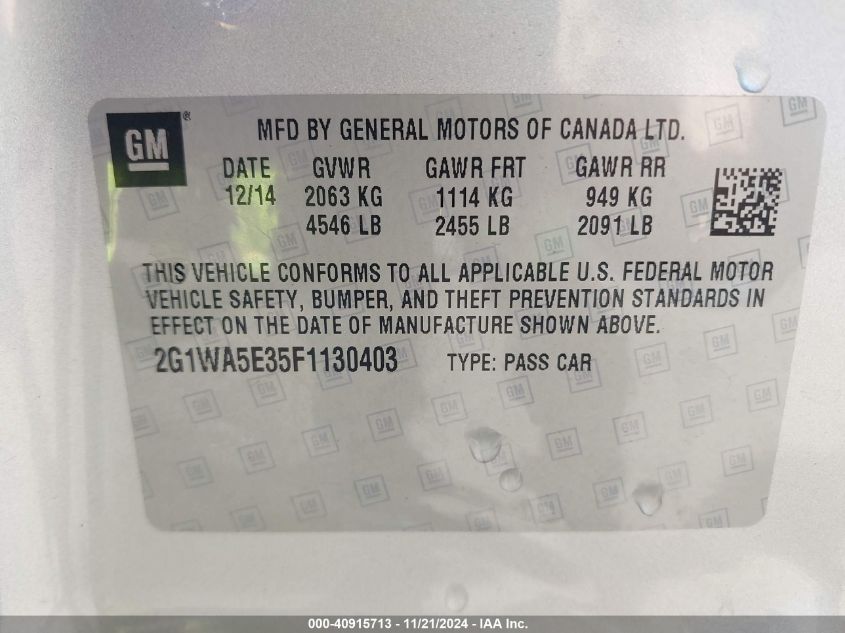 GM ®
MFD BY GENERAL MOTORS OF CANADA LTD.
DATE GVWR GAWR FRT GAWR RR
12/14 2063 KG 1114 KG 949 KG
4546 LB 2455 LB 2091 LB
THIS VEHICLE CONFORMS TO ALL APPLICABLE U.S. FEDERAL MOTOR
VEHICLE SAFETY, BUMPER, AND THEFT PREVENTION STANDARDS IN
EFFECT ON THE DATE OF MANUFACTURE SHOWN ABOVE.
2G1WA5E35F1130403 TYPE: PASS CAR
000-40915713 - 11/21/2024 - IAA Inc.